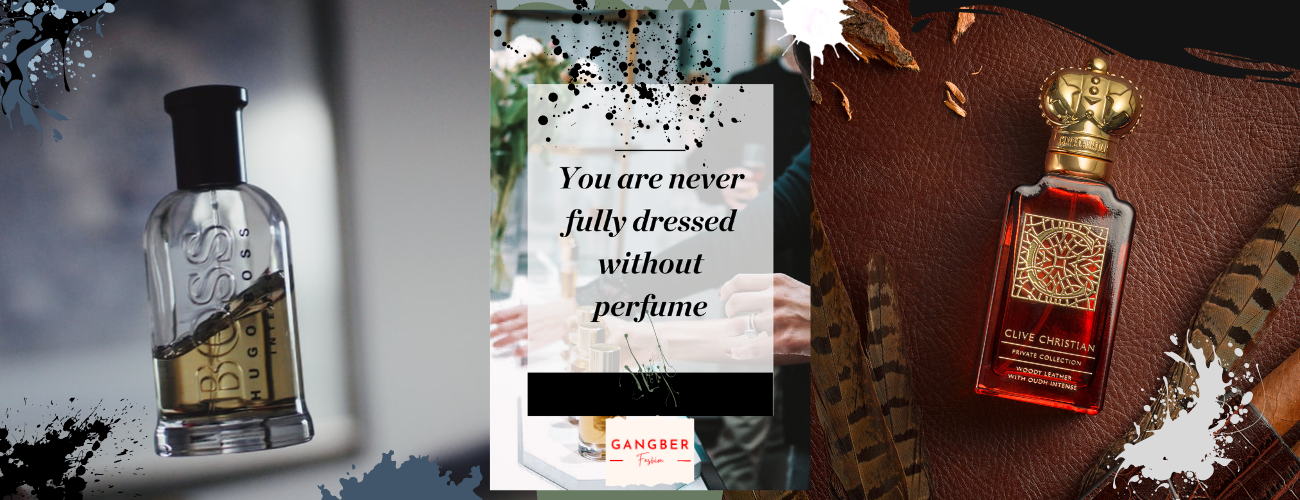 BOSS
BOSS
HUGO
INTE
You are never
fully dressed
without
perfume
GANGBER
Fashion
CLIVE CHRISTIAN
PRIVATE COLLECTION
WOODY LEATHER
WITH OUDH INTENSE